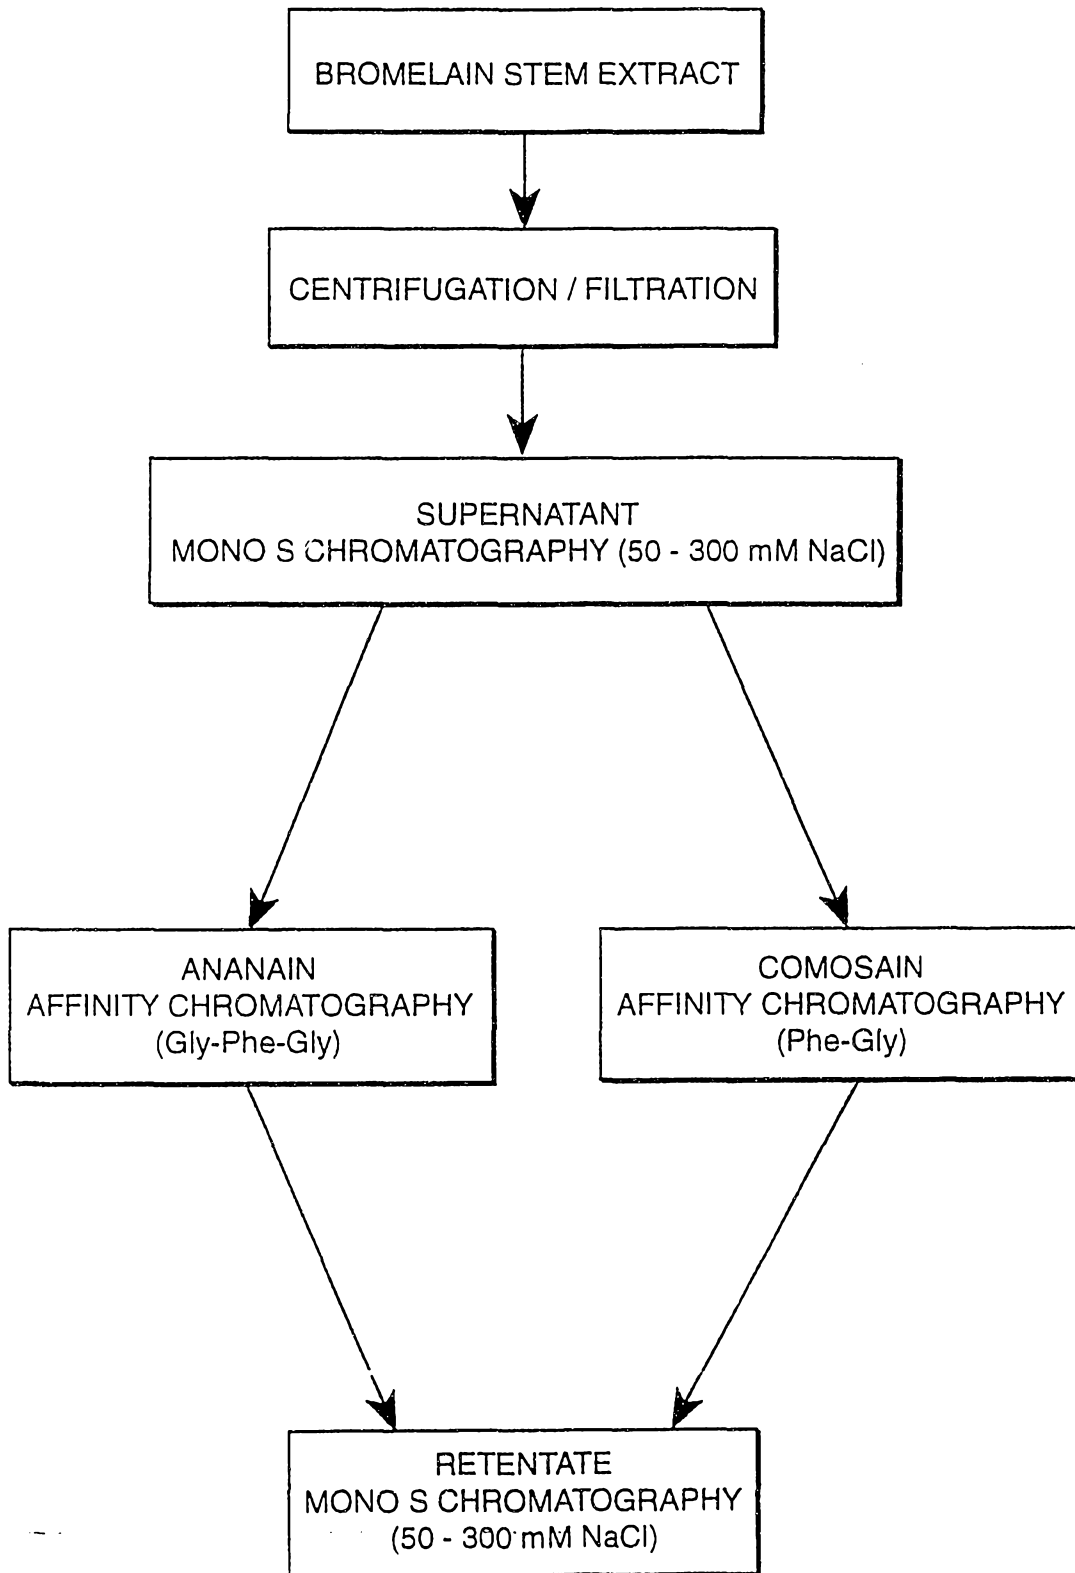 BROMELAIN STEM EXTRACT
CENTRIFUGATION / FILTRATION
SUPERNATANT
MONO S CHROMATOGRAPHY (50 - 300 mM NaCl)
ANANAIN
AFFINITY CHROMATOGRAPHY
(Gly-Phe-Gly)
COMOSAIN
AFFINITY CHROMATOGRAPHY
(Phe-Gly)
RETENTATE
MONO S CHROMATOGRAPHY
(50 - 300 mM NaCl)